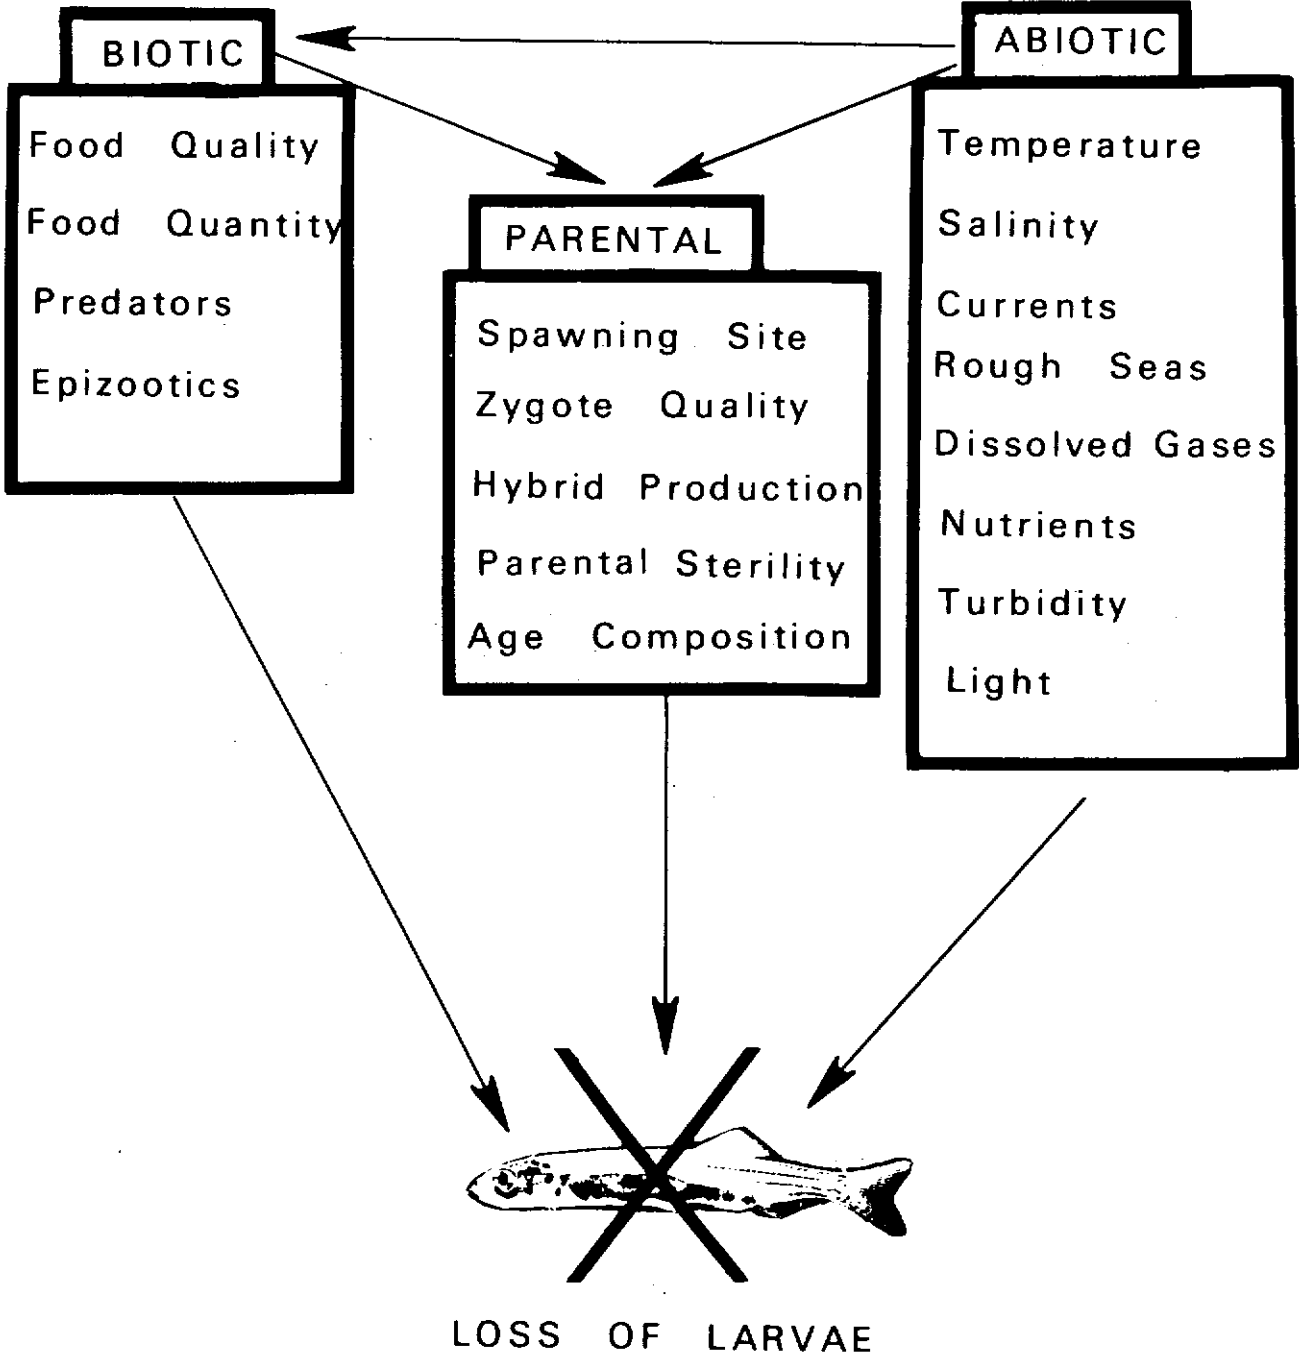 BIOTIC
Food Quality
Food Quantity
Predators
Epizootics
PARENTAL
Spawning Site
Zygote Quality
Hybrid Production
Parental Sterility
Age Composition
ABIOTIC
Temperature
Salinity
Currents
Rough Seas
Dissolved Gases
Nutrients
Turbidity
Light
LOSS OF LARVAE